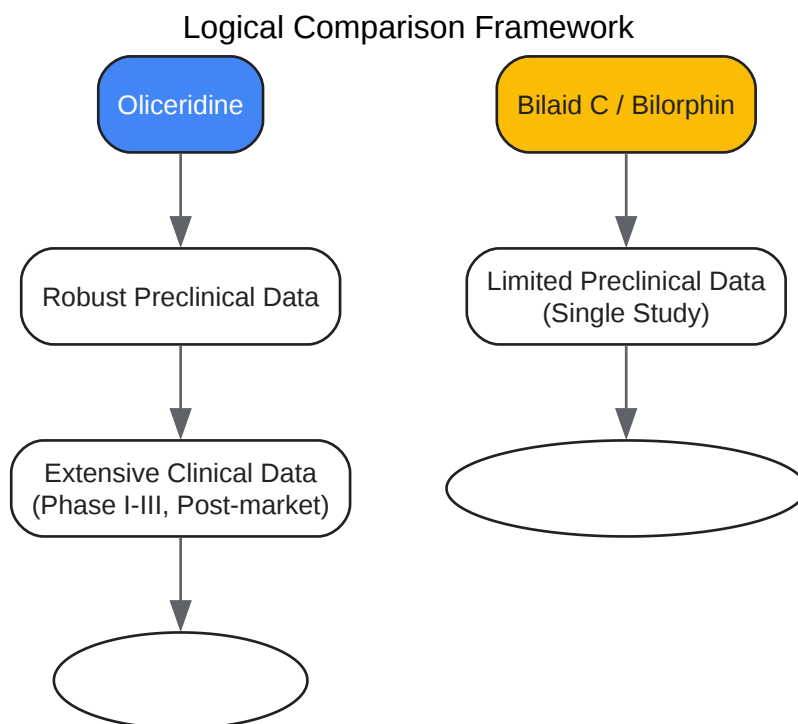 Logical Comparison Framework
Oliceridine
Bilaid C / Bilorphin
Robust Preclinical Data
Limited Preclinical Data
(Single Study)
Extensive Clinical Data
(Phase I-III, Post-market)